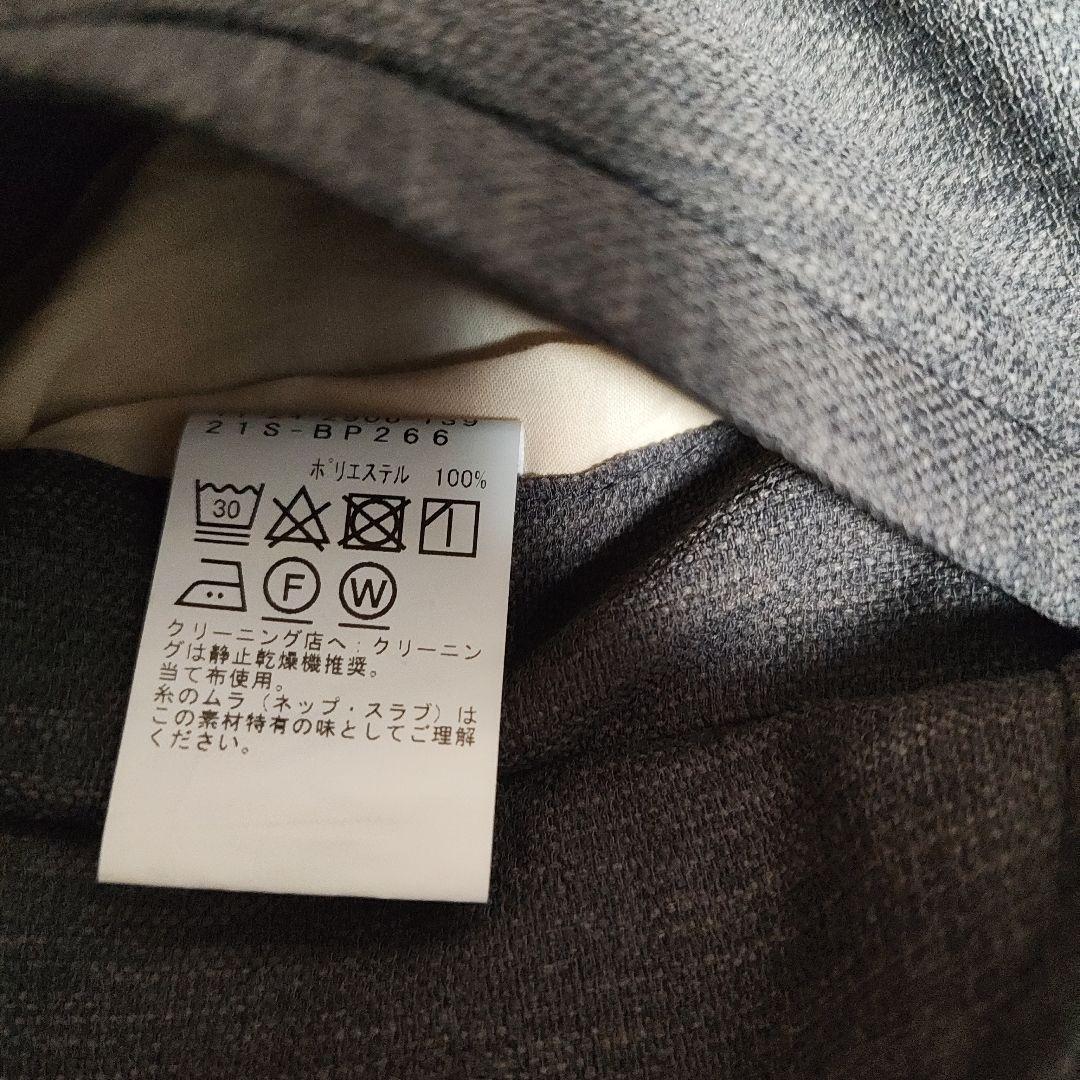 21S-BP266
ポリエステル 100%
30
F
W
クリーニング店へ：クリーニン
グは静止乾燥機推奨。
当て布使用。
糸のムラ（ネップ・スラブ）は
この素材特有の味としてご理解
ください。